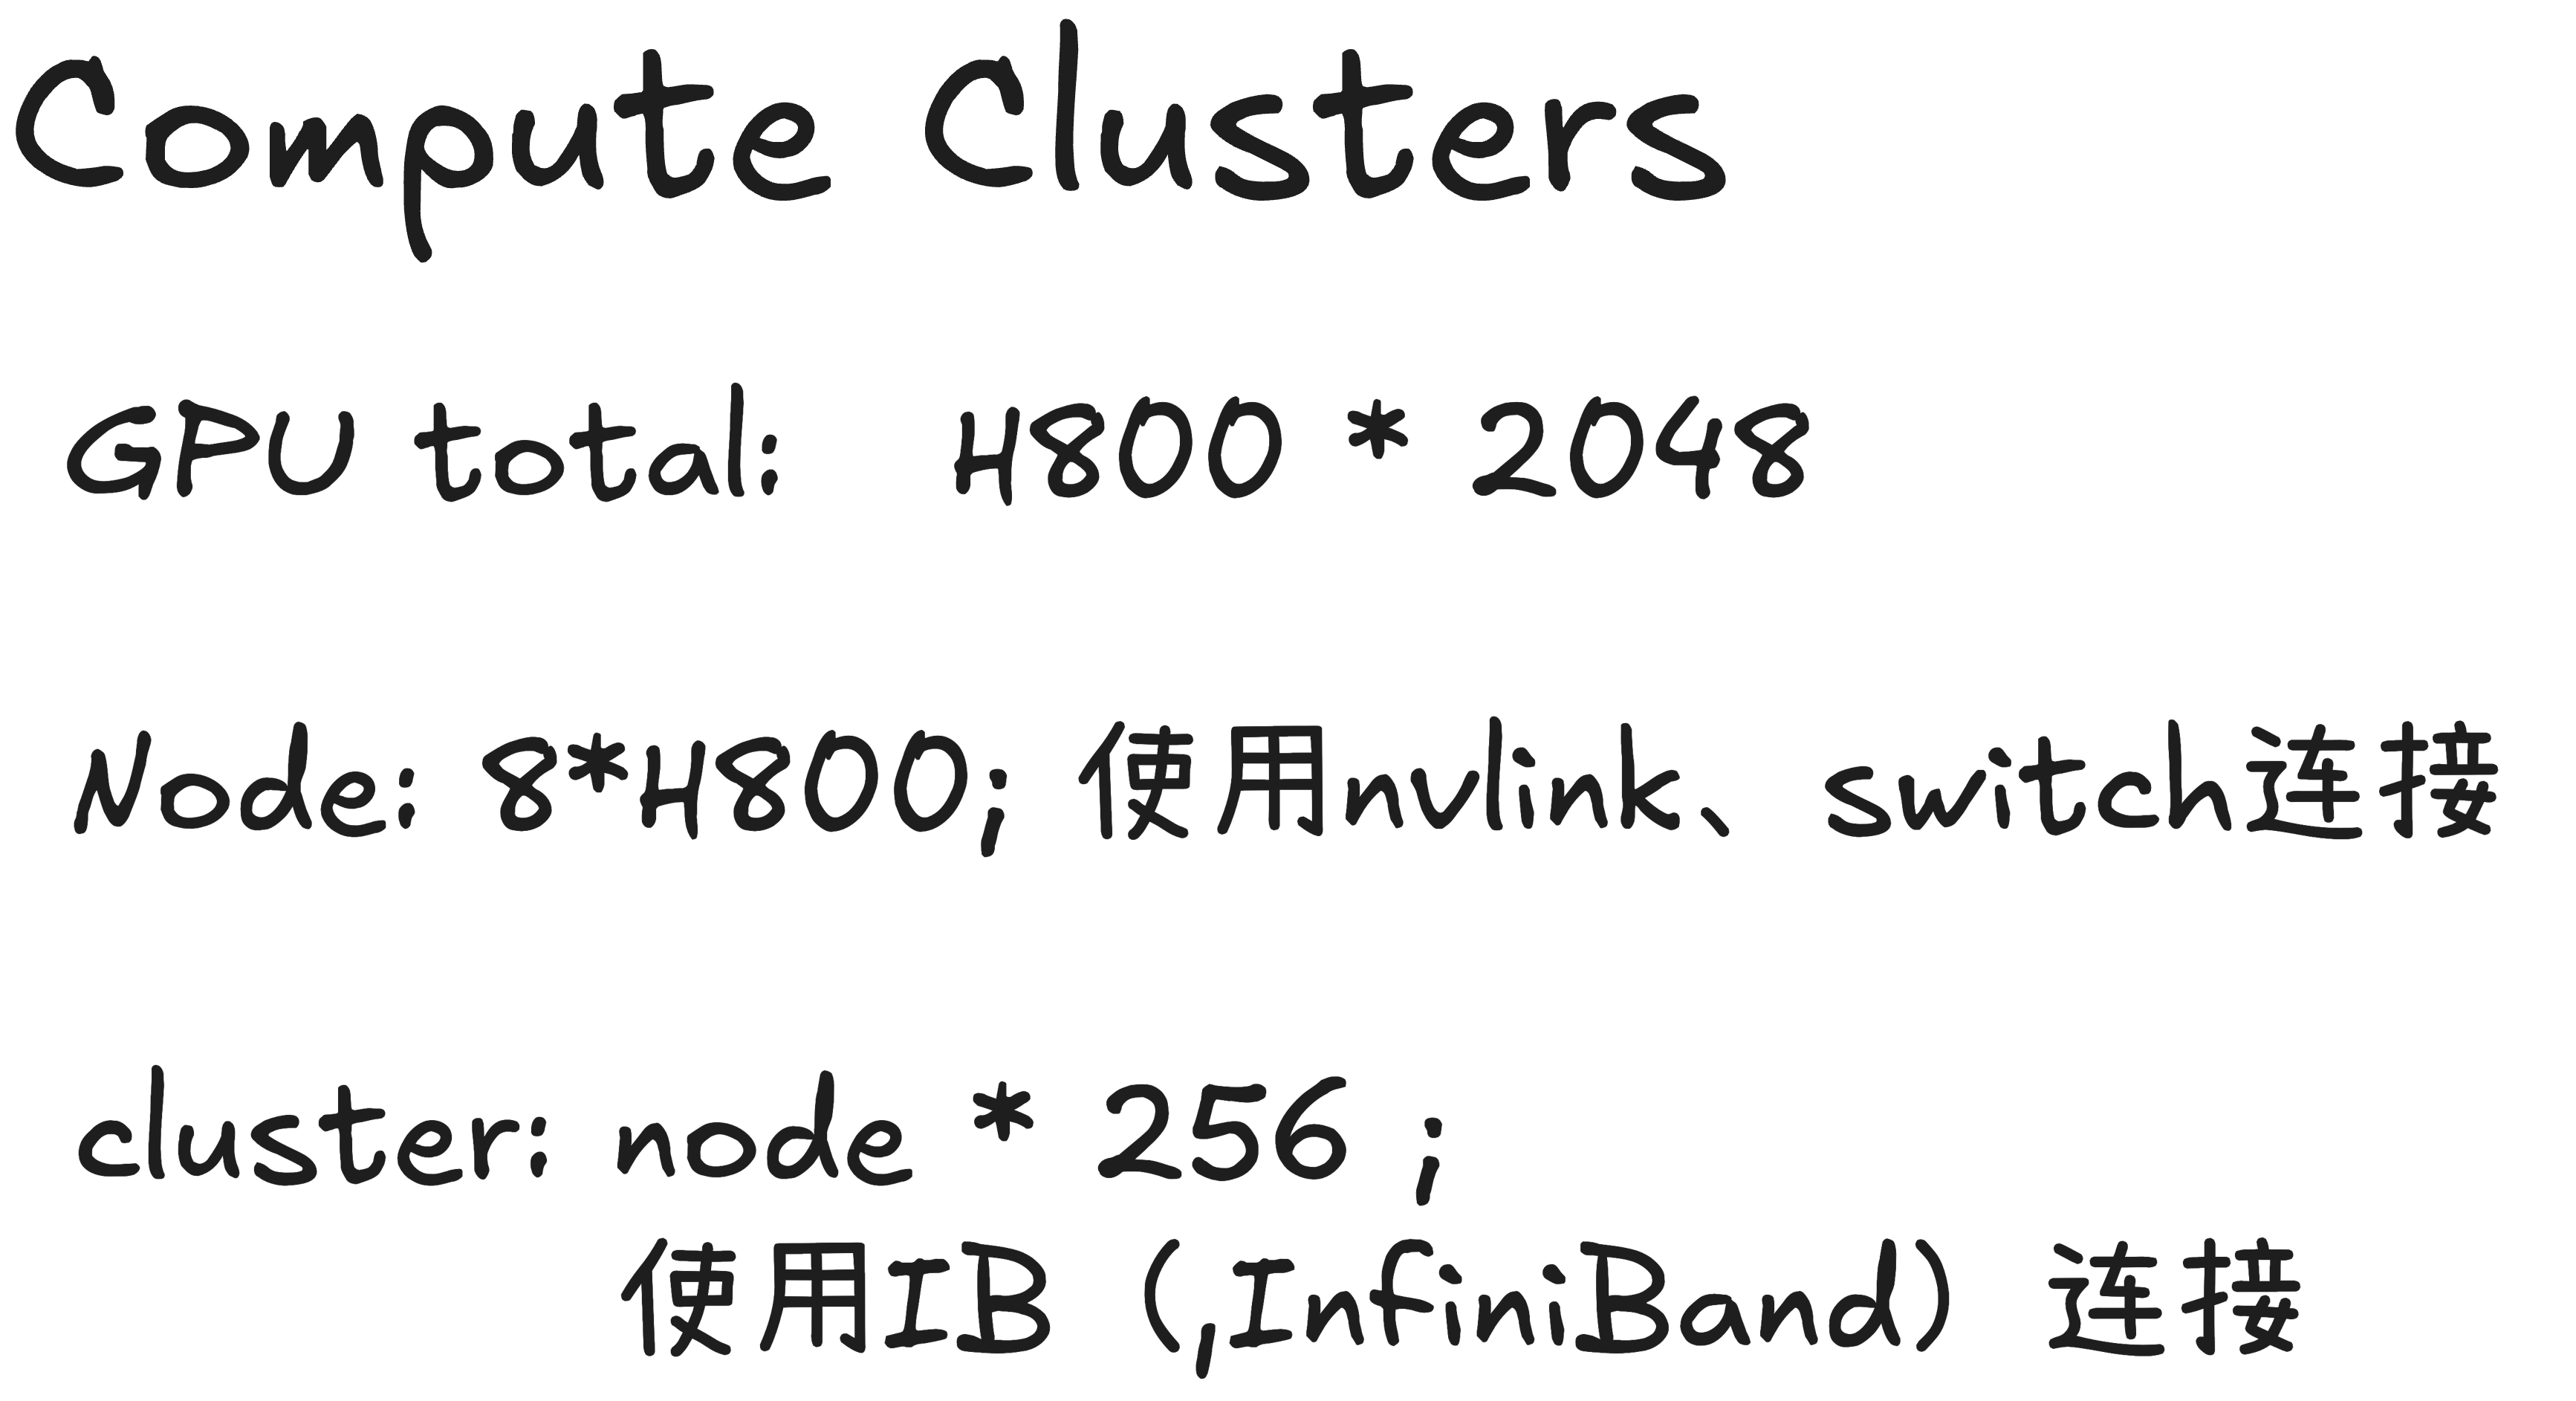 Compute Clusters
GPU total: H800 * 2048
Node: 8*H800; 使用nvlink、switch连接
cluster: node * 256 ;
使用IB（,InfiniBand）连接